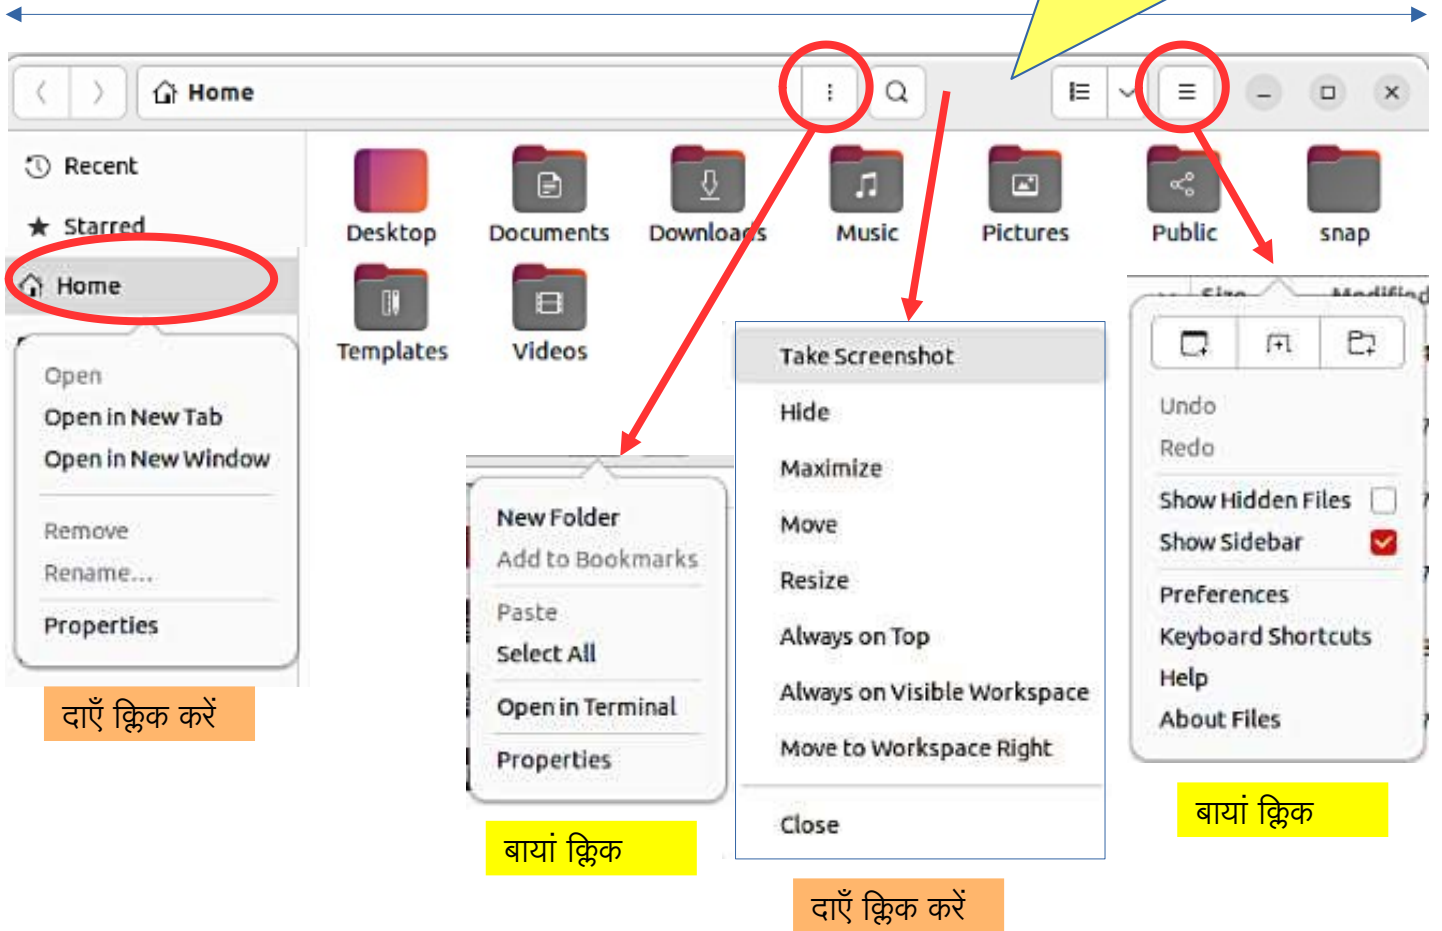 Home
Recent
Starred
Home
Desktop
Documents
Downloads
Music
Pictures
Public
snap
Templates
Videos
Open
Open in New Tab
Open in New Window
Remove
Rename...
Properties
दाएँ क्लिक करें
New Folder
Add to Bookmarks
Paste
Select All
Open in Terminal
Properties
बायां क्लिक
Take Screenshot
Hide
Maximize
Move
Resize
Always on Top
Always on Visible Workspace
Move to Workspace Right
Close
दाएँ क्लिक करें
Size Modified
Undo
Redo
Show Hidden Files
Show Sidebar
Preferences
Keyboard Shortcuts
Help
About Files
बायां क्लिक